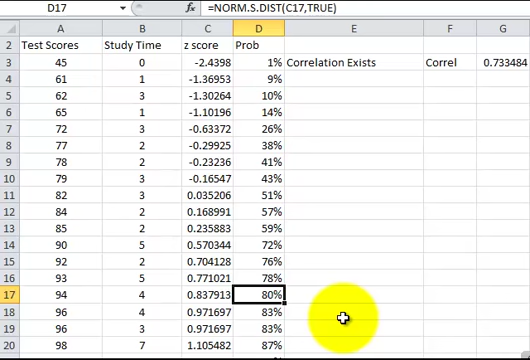 D17 fx =NORM.S.DIST(C17,TRUE)
A B C D E F G
2 Test Scores Study Time z score Prob
3 45 0 -2.4398 1% Correlation Exists Correl 0.733484
4 61 1 -1.36953 9%
5 62 3 -1.30264 10%
6 65 1 -1.10196 14%
7 72 3 -0.63372 26%
8 77 2 -0.29925 38%
9 78 2 -0.23236 41%
10 79 3 -0.16547 43%
11 82 3 0.035206 51%
12 84 2 0.168991 57%
13 85 2 0.235883 59%
14 90 5 0.570344 72%
15 92 2 0.704128 76%
16 93 5 0.771021 78%
17 94 4 0.837913 80%
18 96 4 0.971697 83%
19 96 3 0.971697 83%
20 98 7 1.105482 87%